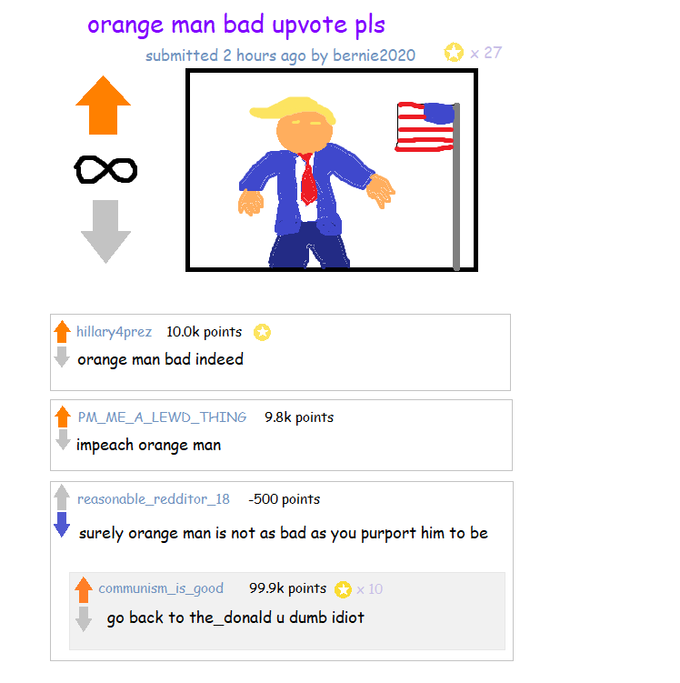 orange man bad upvote pls
submitted 2 hours ago by bernie2020 x 27
∞
hillary4prez 10.0k points
orange man bad indeed
PM_ME_A_LEWD_THING 9.8k points
impeach orange man
reasonable_redditor_18 -500 points
surely orange man is not as bad as you purport him to be
communism_is_good 99.9k points x 10
go back to the_donald u dumb idiot